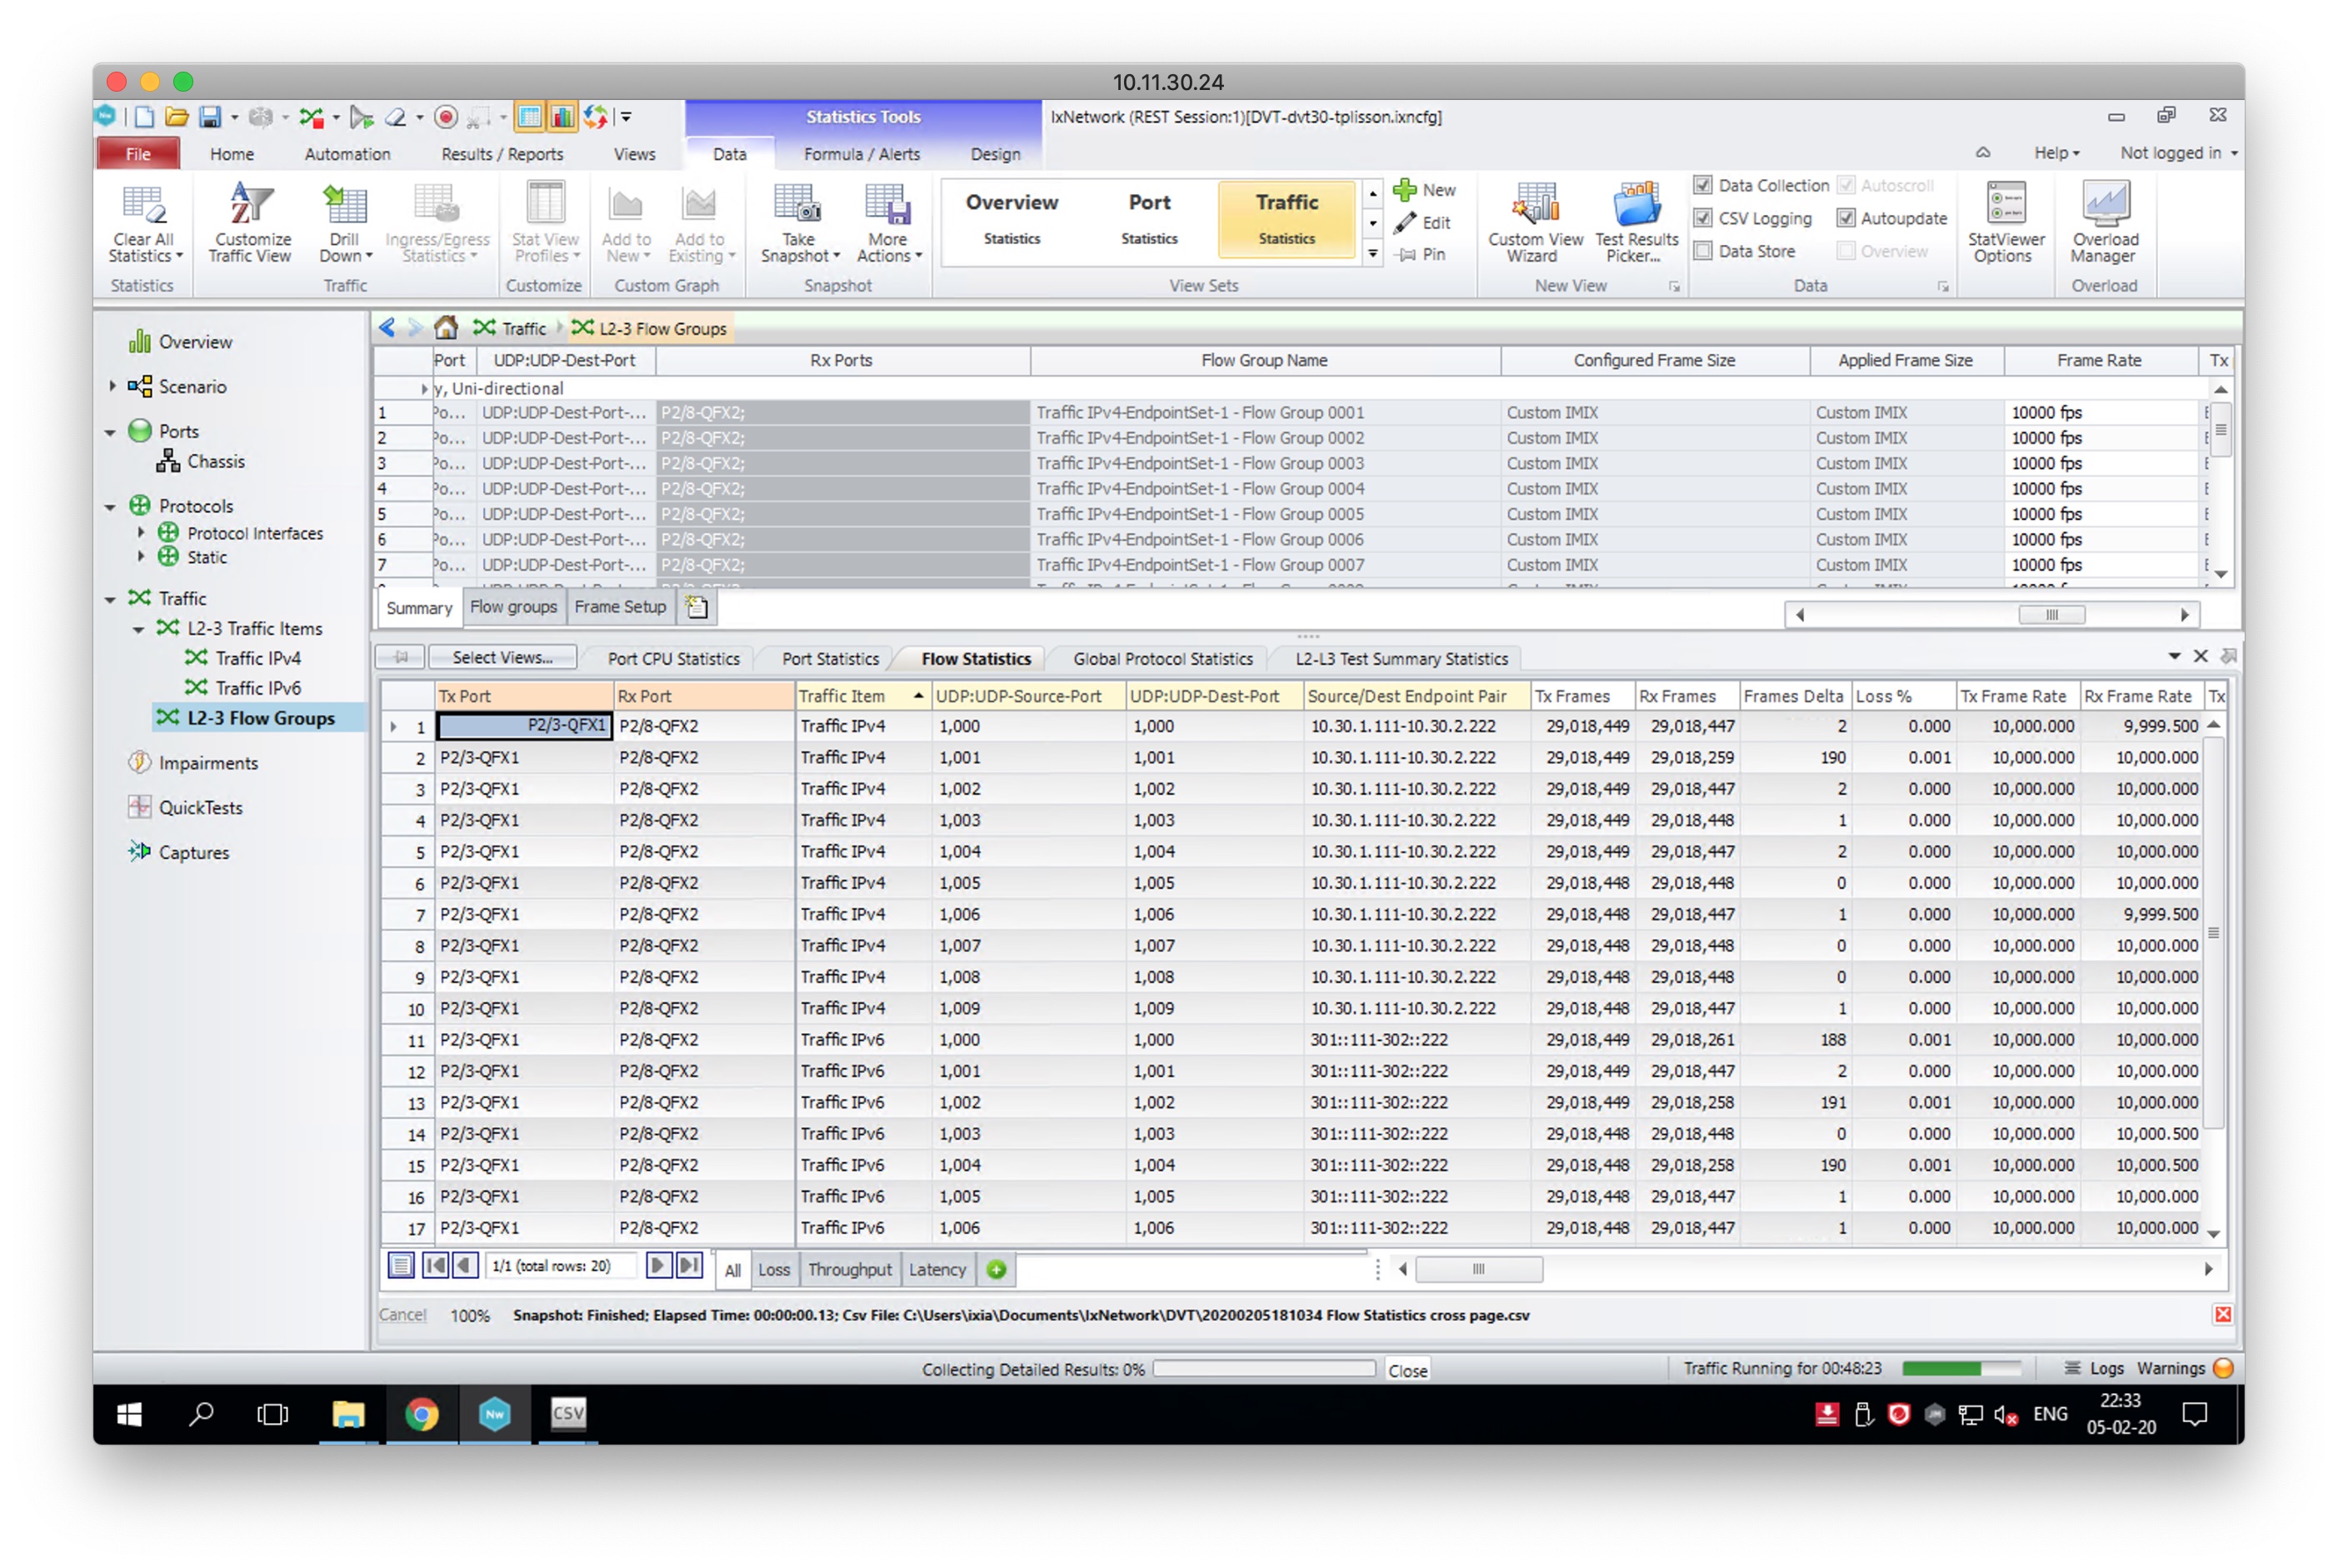 10.11.30.24
Statistics Tools
IxNetwork (REST Session:1)[DVT-dvt30-tplisson.ixncfg]
File Home Automation Results / Reports Views Data Formula / Alerts Design Help Not logged in
Clear All Statistics Customize Traffic View Drill Down Ingress/Egress Statistics Stat View Profiles Add to New Add to Existing Take Snapshot More Actions
Overview Statistics Port Statistics Traffic Statistics
New
Edit
Pin
Custom View Wizard Test Results Picker...
Data Collection Autoscroll
CSV Logging Autoupdate
Data Store Overview
StatViewer Options Overload Manager
Statistics Traffic Customize Custom Graph Snapshot View Sets New View Data Overload
Overview
Scenario
Ports
Chassis
Protocols
Protocol Interfaces
Static
Traffic
L2-3 Traffic Items
Traffic IPv4
Traffic IPv6
L2-3 Flow Groups
Impairments
QuickTests
Captures
Traffic L2-3 Flow Groups
Port UDP:UDP-Dest-Port Rx Ports Flow Group Name Configured Frame Size Applied Frame Size Frame Rate Tx
y, Uni-directional
1 Po... UDP:UDP-Dest-Port-... P2/8-QFX2; Traffic IPv4-EndpointSet-1 - Flow Group 0001 Custom IMIX Custom IMIX 10000 fps
2 Po... UDP:UDP-Dest-Port-... P2/8-QFX2; Traffic IPv4-EndpointSet-1 - Flow Group 0002 Custom IMIX Custom IMIX 10000 fps
3 Po... UDP:UDP-Dest-Port-... P2/8-QFX2; Traffic IPv4-EndpointSet-1 - Flow Group 0003 Custom IMIX Custom IMIX 10000 fps
4 Po... UDP:UDP-Dest-Port-... P2/8-QFX2; Traffic IPv4-EndpointSet-1 - Flow Group 0004 Custom IMIX Custom IMIX 10000 fps
5 Po... UDP:UDP-Dest-Port-... P2/8-QFX2; Traffic IPv4-EndpointSet-1 - Flow Group 0005 Custom IMIX Custom IMIX 10000 fps
6 Po... UDP:UDP-Dest-Port-... P2/8-QFX2; Traffic IPv4-EndpointSet-1 - Flow Group 0006 Custom IMIX Custom IMIX 10000 fps
7 Po... UDP:UDP-Dest-Port-... P2/8-QFX2; Traffic IPv4-EndpointSet-1 - Flow Group 0007 Custom IMIX Custom IMIX 10000 fps
Summary Flow groups Frame Setup
Select Views... Port CPU Statistics Port Statistics Flow Statistics Global Protocol Statistics L2-L3 Test Summary Statistics
Tx Port Rx Port Traffic Item UDP:UDP-Source-Port UDP:UDP-Dest-Port Source/Dest Endpoint Pair Tx Frames Rx Frames Frames Delta Loss % Tx Frame Rate Rx Frame Rate Tx
1 P2/3-QFX1 P2/8-QFX2 Traffic IPv4 1,000 1,000 10.30.1.111-10.30.2.222 29,018,449 29,018,447 2 0.000 10,000.000 9,999.500
2 P2/3-QFX1 P2/8-QFX2 Traffic IPv4 1,001 1,001 10.30.1.111-10.30.2.222 29,018,449 29,018,259 190 0.001 10,000.000 10,000.000
3 P2/3-QFX1 P2/8-QFX2 Traffic IPv4 1,002 1,002 10.30.1.111-10.30.2.222 29,018,449 29,018,447 2 0.000 10,000.000 10,000.000
4 P2/3-QFX1 P2/8-QFX2 Traffic IPv4 1,003 1,003 10.30.1.111-10.30.2.222 29,018,449 29,018,448 1 0.000 10,000.000 10,000.000
5 P2/3-QFX1 P2/8-QFX2 Traffic IPv4 1,004 1,004 10.30.1.111-10.30.2.222 29,018,449 29,018,447 2 0.000 10,000.000 10,000.000
6 P2/3-QFX1 P2/8-QFX2 Traffic IPv4 1,005 1,005 10.30.1.111-10.30.2.222 29,018,448 29,018,448 0 0.000 10,000.000 10,000.000
7 P2/3-QFX1 P2/8-QFX2 Traffic IPv4 1,006 1,006 10.30.1.111-10.30.2.222 29,018,448 29,018,447 1 0.000 10,000.000 9,999.500
8 P2/3-QFX1 P2/8-QFX2 Traffic IPv4 1,007 1,007 10.30.1.111-10.30.2.222 29,018,448 29,018,448 0 0.000 10,000.000 10,000.000
9 P2/3-QFX1 P2/8-QFX2 Traffic IPv4 1,008 1,008 10.30.1.111-10.30.2.222 29,018,448 29,018,448 0 0.000 10,000.000 10,000.000
10 P2/3-QFX1 P2/8-QFX2 Traffic IPv4 1,009 1,009 10.30.1.111-10.30.2.222 29,018,448 29,018,447 1 0.000 10,000.000 10,000.000
11 P2/3-QFX1 P2/8-QFX2 Traffic IPv6 1,000 1,000 301::111-302::222 29,018,449 29,018,261 188 0.001 10,000.000 10,000.000
12 P2/3-QFX1 P2/8-QFX2 Traffic IPv6 1,001 1,001 301::111-302::222 29,018,449 29,018,447 2 0.000 10,000.000 10,000.000
13 P2/3-QFX1 P2/8-QFX2 Traffic IPv6 1,002 1,002 301::111-302::222 29,018,449 29,018,258 191 0.001 10,000.000 10,000.000
14 P2/3-QFX1 P2/8-QFX2 Traffic IPv6 1,003 1,003 301::111-302::222 29,018,448 29,018,448 0 0.000 10,000.000 10,000.500
15 P2/3-QFX1 P2/8-QFX2 Traffic IPv6 1,004 1,004 301::111-302::222 29,018,448 29,018,258 190 0.001 10,000.000 10,000.500
16 P2/3-QFX1 P2/8-QFX2 Traffic IPv6 1,005 1,005 301::111-302::222 29,018,448 29,018,447 1 0.000 10,000.000 10,000.000
17 P2/3-QFX1 P2/8-QFX2 Traffic IPv6 1,006 1,006 301::111-302::222 29,018,448 29,018,447 1 0.000 10,000.000 10,000.000
1/1 (total rows: 20) All Loss Throughput Latency
Cancel 100% Snapshot: Finished; Elapsed Time: 00:00:00.13; Csv File: C:\Users\ixia\Documents\IxNetwork\DVT\20200205181034 Flow Statistics cross page.csv
Collecting Detailed Results: 0% Close Traffic Running for 00:48:23 Logs Warnings
Nw CSV ENG 22:33
05-02-20